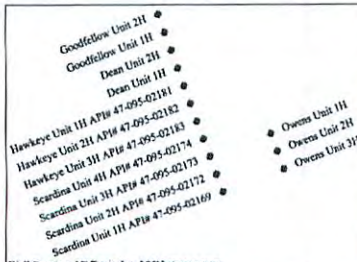 Goodfellow Unit 2H
Goodfellow Unit 1H
Dean Unit 2H
Dean Unit 1H
Hawkeye Unit 1H API# 47-095-02181
Hawkeye Unit 2H API# 47-095-02182
Hawkeye Unit 3H API# 47-095-02183
Scardina Unit 4H API# 47-095-02174
Scardina Unit 3H API# 47-095-02173
Scardina Unit 2H API# 47-095-02172
Scardina Unit 1H API# 47-095-02169
Owens Unit 1H
Owens Unit 2H
Owens Unit 3H